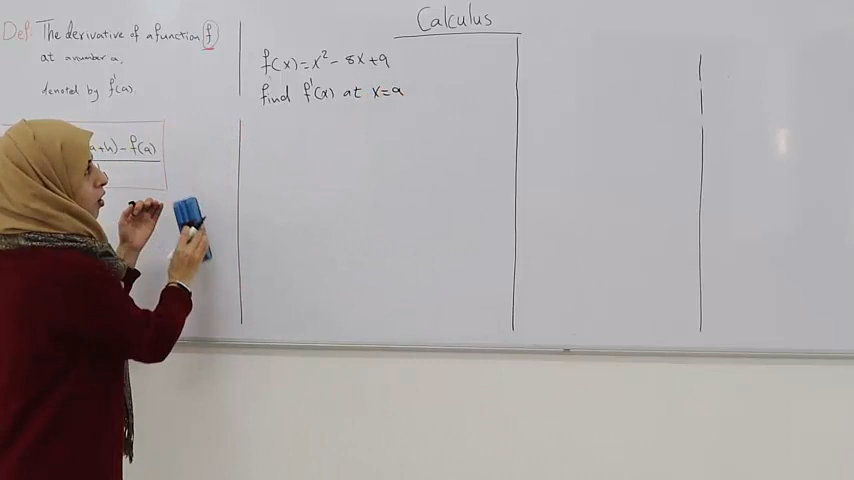 Calculus
Def: The derivative of a function f
at a number a,
denoted by f'(a).
a+h) - f(a)
f(x) = x² - 8x + 9
find f'(x) at x = a